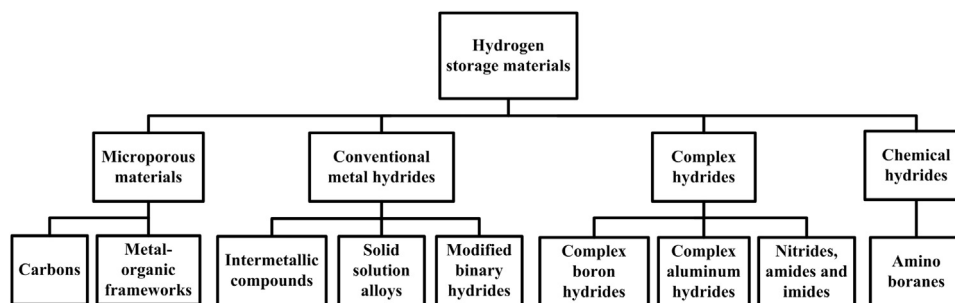 Hydrogen
storage materials
Microporous
materials
Conventional
metal hydrides
Complex
hydrides
Chemical
hydrides
Carbons
Metal-
organic
frameworks
Intermetallic
compounds
Solid
solution
alloys
Modified
binary
hydrides
Complex
boron
hydrides
Complex
aluminum
hydrides
Nitrides,
amides and
imides
Amino
boranes